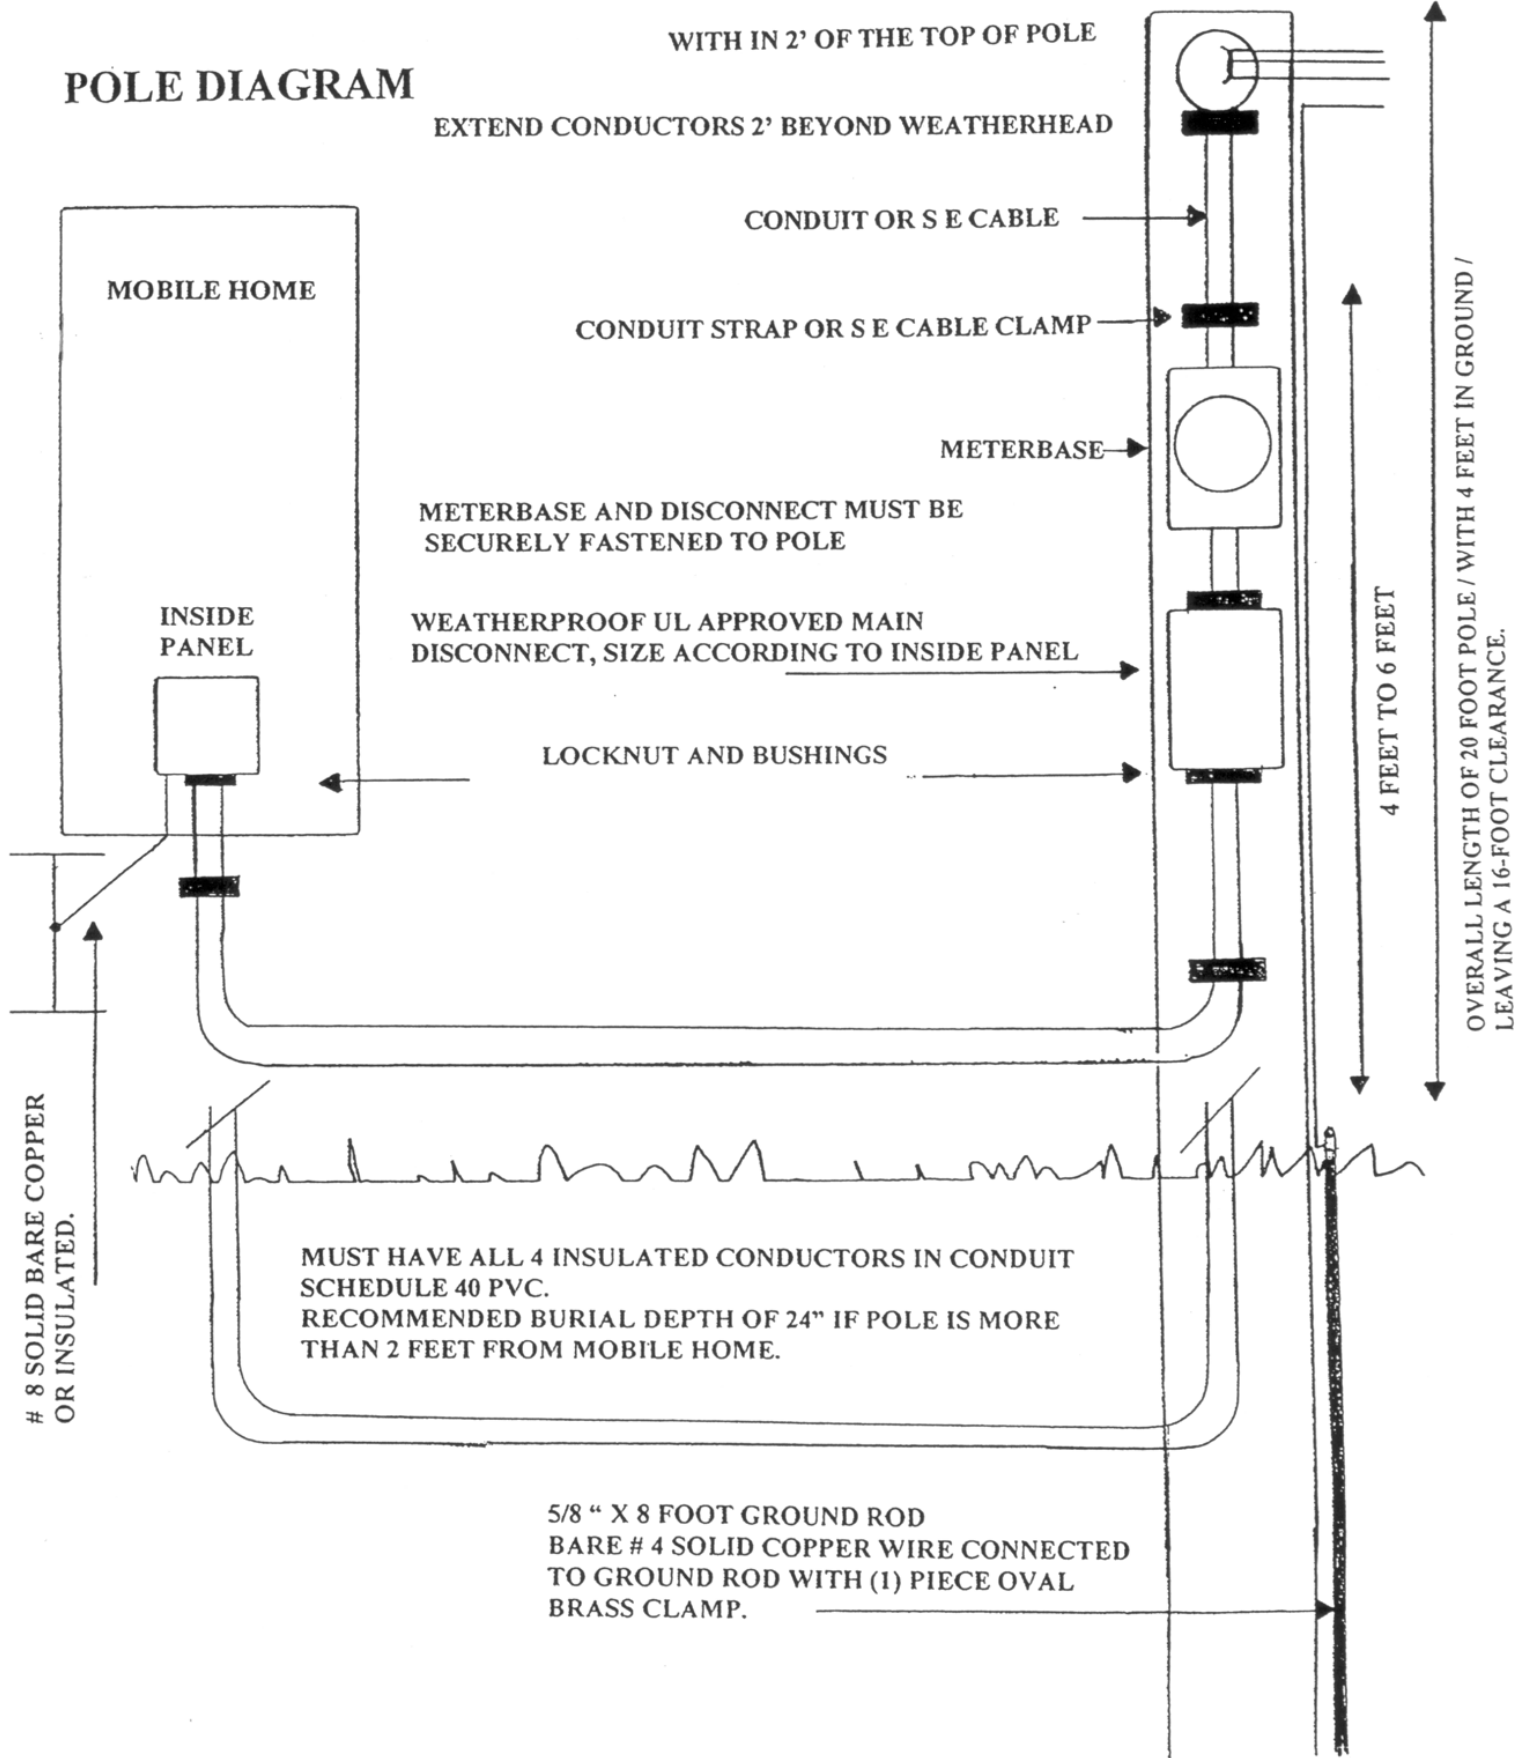 WITH IN 2’ OF THE TOP OF POLE
POLE DIAGRAM
EXTEND CONDUCTORS 2’ BEYOND WEATHERHEAD
CONDUIT OR S E CABLE
MOBILE HOME
CONDUIT STRAP OR S E CABLE CLAMP
METERBASE
METERBASE AND DISCONNECT MUST BE
SECURELY FASTENED TO POLE
INSIDE
PANEL
WEATHERPROOF UL APPROVED MAIN
DISCONNECT, SIZE ACCORDING TO INSIDE PANEL
LOCKNUT AND BUSHINGS
4 FEET TO 6 FEET
OVERALL LENGTH OF 20 FOOT POLE / WITH 4 FEET IN GROUND /
LEAVING A 16-FOOT CLEARANCE.
# 8 SOLID BARE COPPER
OR INSULATED.
MUST HAVE ALL 4 INSULATED CONDUCTORS IN CONDUIT
SCHEDULE 40 PVC.
RECOMMENDED BURIAL DEPTH OF 24” IF POLE IS MORE
THAN 2 FEET FROM MOBILE HOME.
5/8 “ X 8 FOOT GROUND ROD
BARE # 4 SOLID COPPER WIRE CONNECTED
TO GROUND ROD WITH (1) PIECE OVAL
BRASS CLAMP.